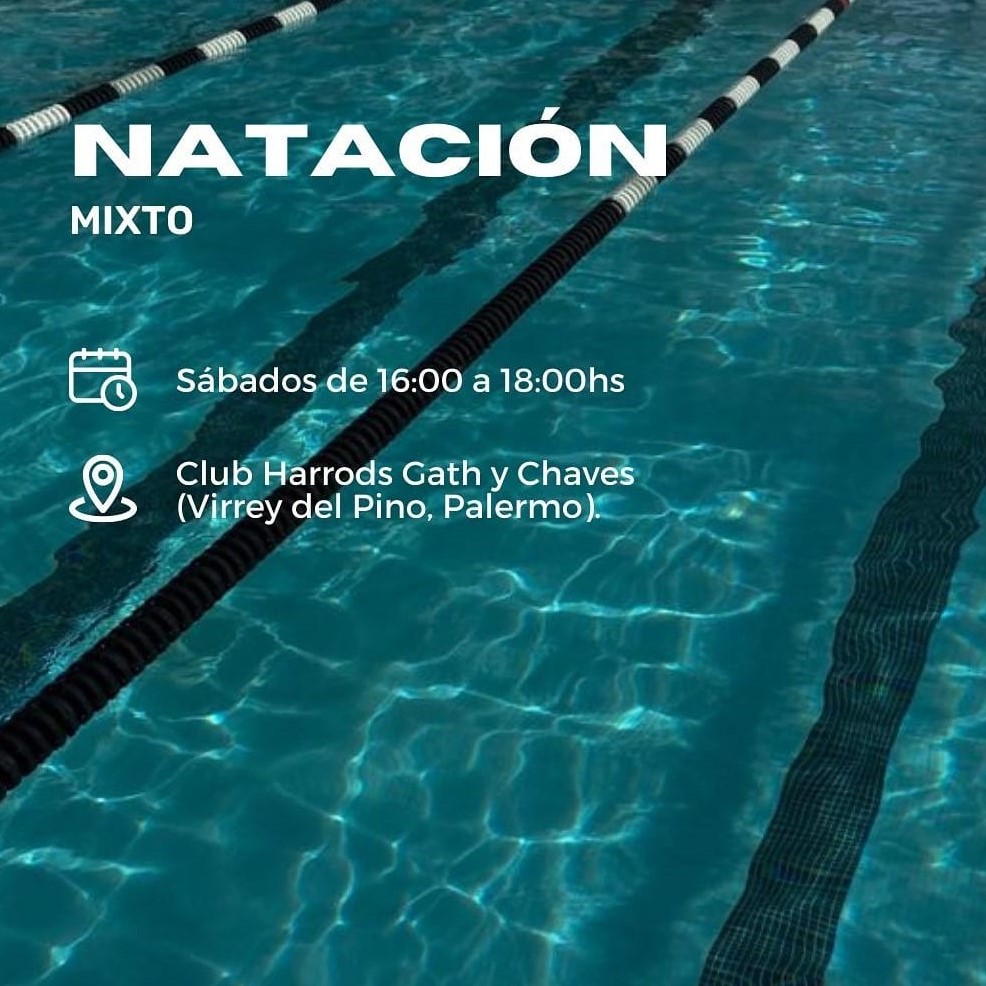 NATACIÓN
MIXTO
Sábados de 16:00 a 18:00hs
Club Harrods Gath y Chaves
(Virrey del Pino, Palermo).